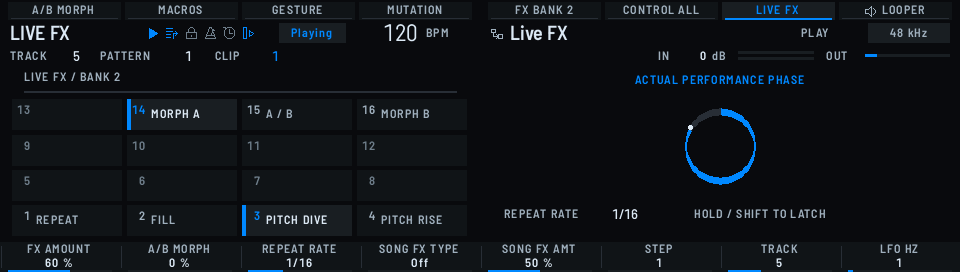 A/B MORPH MACROS GESTURE MUTATION FX BANK 2 CONTROL ALL LIVE FX LOOPER
LIVE FX Playing 120 BPM Live FX PLAY 48 kHz
TRACK 5 PATTERN 1 CLIP 1 IN 0 dB OUT
LIVE FX / BANK 2 ACTUAL PERFORMANCE PHASE
13 14 MORPH A 15 A / B 16 MORPH B
9 10 11 12
5 6 7 8
1 REPEAT 2 FILL 3 PITCH DIVE 4 PITCH RISE REPEAT RATE 1/16 HOLD / SHIFT TO LATCH
FX AMOUNT A/B MORPH REPEAT RATE SONG FX TYPE SONG FX AMT STEP TRACK LFO HZ
60 % 0 % 1/16 Off 50 % 1 5 1